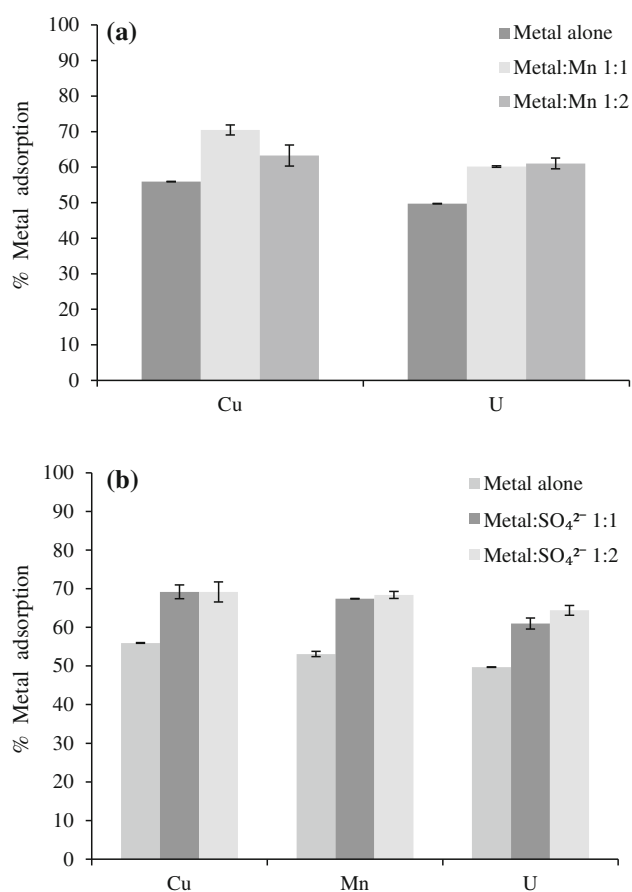 (a)
Metal alone
Metal:Mn 1:1
Metal:Mn 1:2
% Metal adsorption
100
90
80
70
60
50
40
30
20
10
0
Cu U
(b)
Metal alone
Metal:SO₄²⁻ 1:1
Metal:SO₄²⁻ 1:2
% Metal adsorption
100
90
80
70
60
50
40
30
20
10
0
Cu Mn U